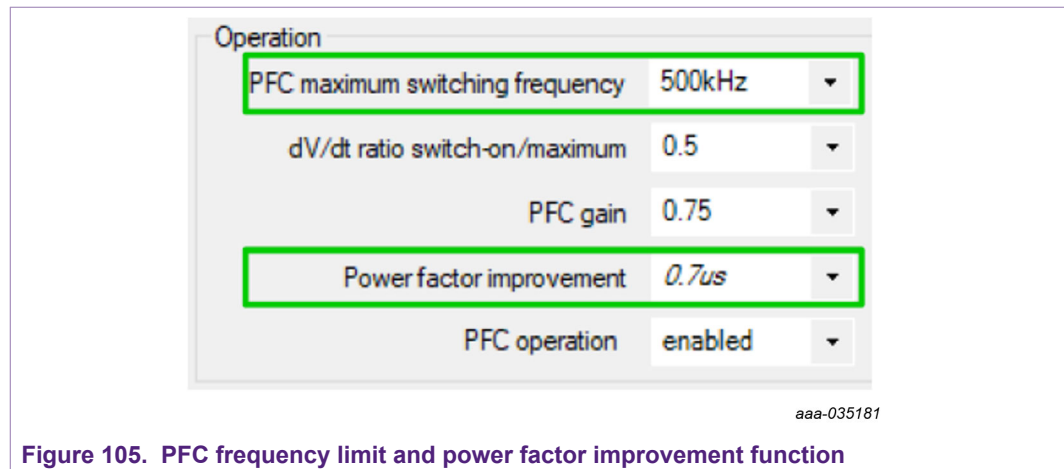 Operation
PFC maximum switching frequency 500kHz
dV/dt ratio switch-on/maximum 0.5
PFC gain 0.75
Power factor improvement 0.7us
PFC operation enabled
aaa-035181
Figure 105. PFC frequency limit and power factor improvement function